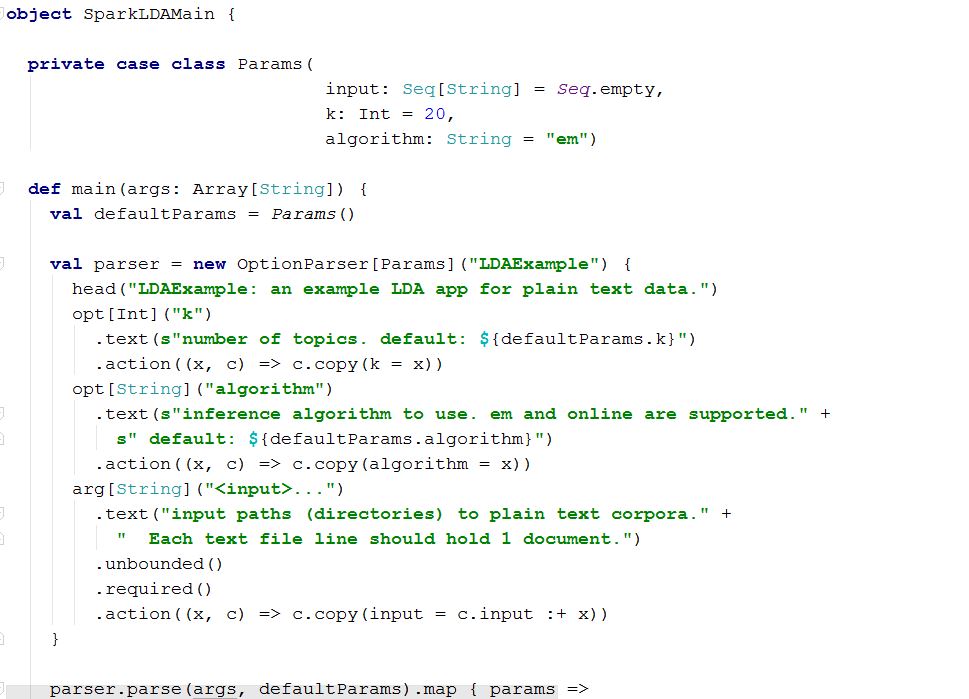 object SparkLDAMain {
private case class Params(
input: Seq[String] = Seq.empty,
k: Int = 20,
algorithm: String = "em")
def main(args: Array[String]) {
val defaultParams = Params()
val parser = new OptionParser[Params]("LDAExample") {
head("LDAExample: an example LDA app for plain text data.")
opt[Int]("k")
.text(s"number of topics. default: ${defaultParams.k}")
.action((x, c) => c.copy(k = x))
opt[String]("algorithm")
.text(s"inference algorithm to use. em and online are supported." +
s" default: ${defaultParams.algorithm}")
.action((x, c) => c.copy(algorithm = x))
arg[String]("<input>...")
.text("input paths (directories) to plain text corpora." +
"  Each text file line should hold 1 document.")
.unbounded()
.required()
.action((x, c) => c.copy(input = c.input :+ x))
}
parser.parse(args, defaultParams).map { params =>